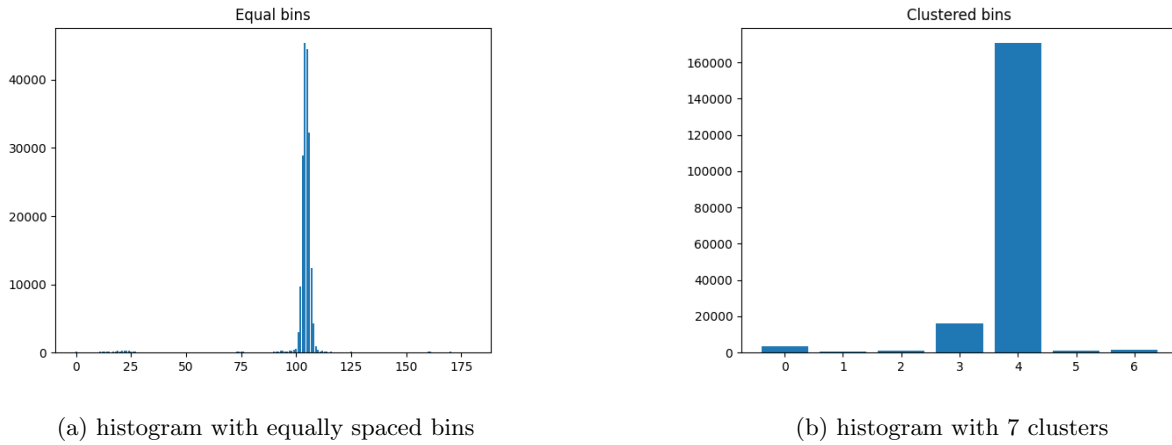 Equal bins
40000
30000
20000
10000
0
0 25 50 75 100 125 150 175
(a) histogram with equally spaced bins
Clustered bins
160000
140000
120000
100000
80000
60000
40000
20000
0
0 1 2 3 4 5 6
(b) histogram with 7 clusters